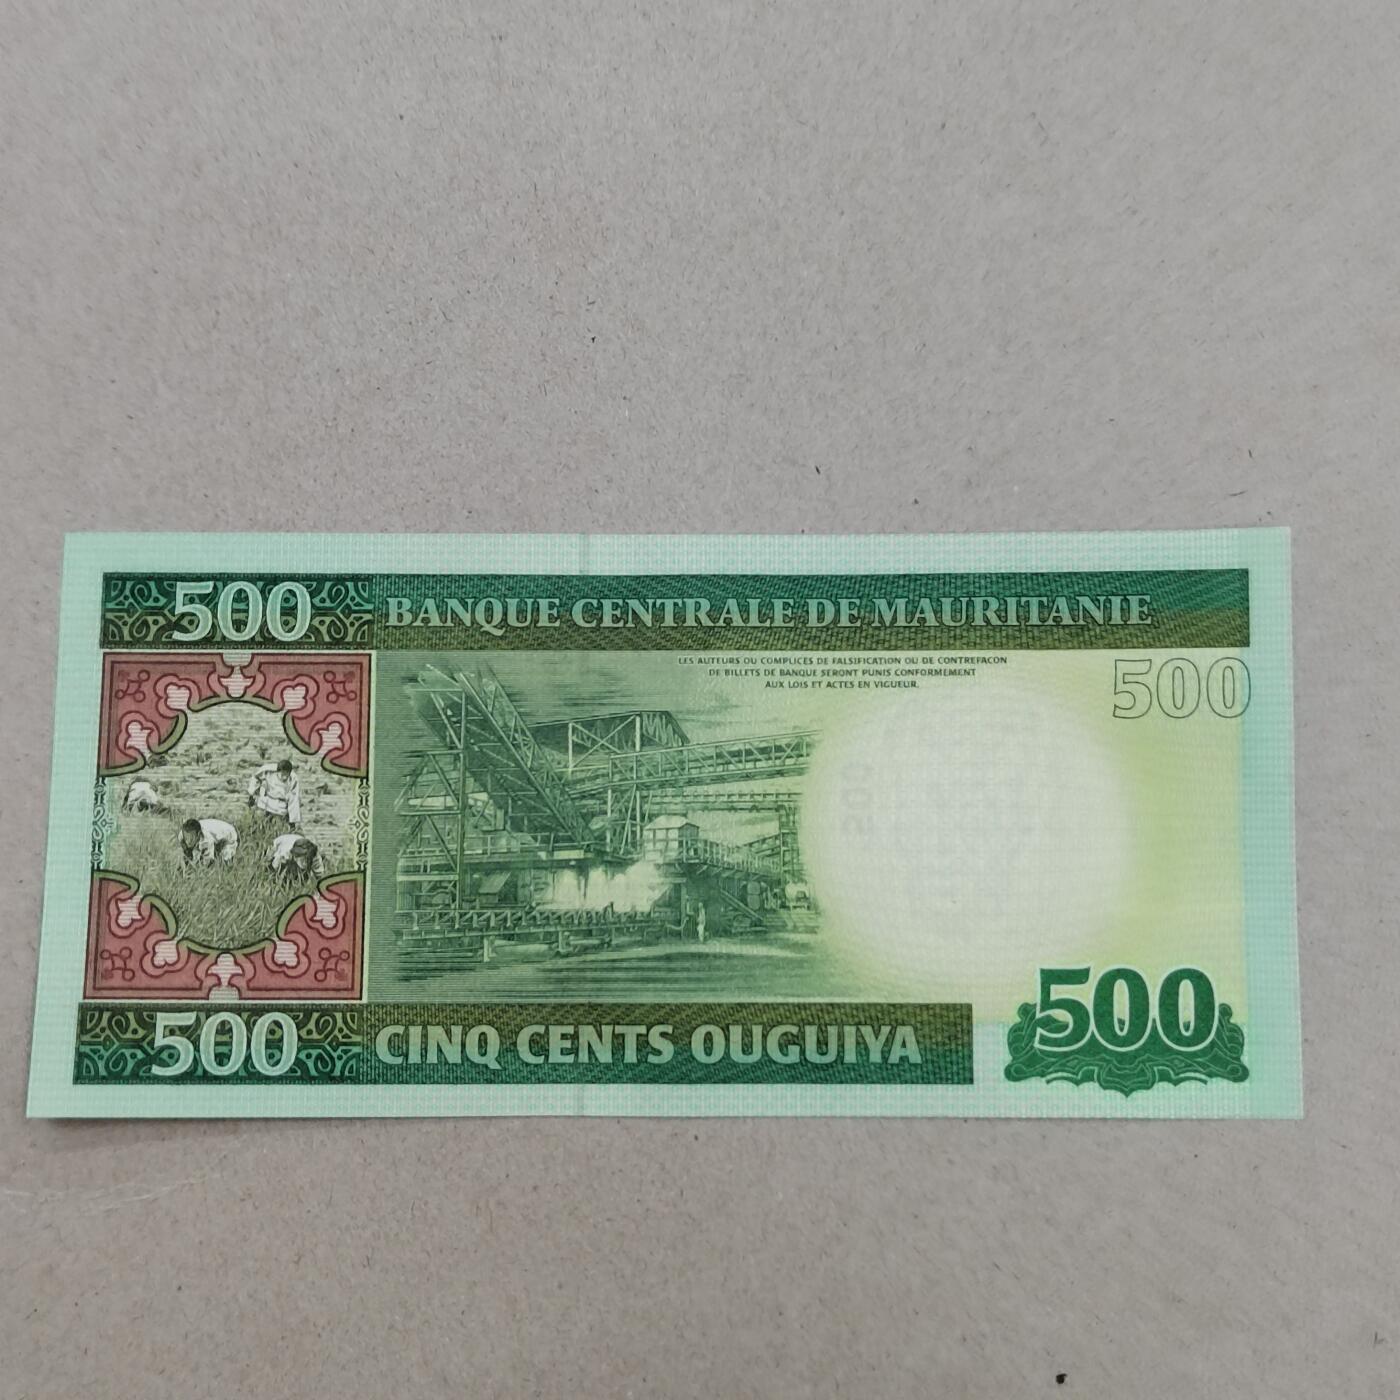 500 BANQUE CENTRALE DE MAURITANIE
LES AUTEURS OU COMPLICES DE FALSIFICATION OU DE CONTREFACON
DE BILLETS DE BANQUE SERONT PUNIS CONFORMEMENT
AUX LOIS ET ACTES EN VIGUEUR.
500
500 CINQ CENTS OUGUIYA 500